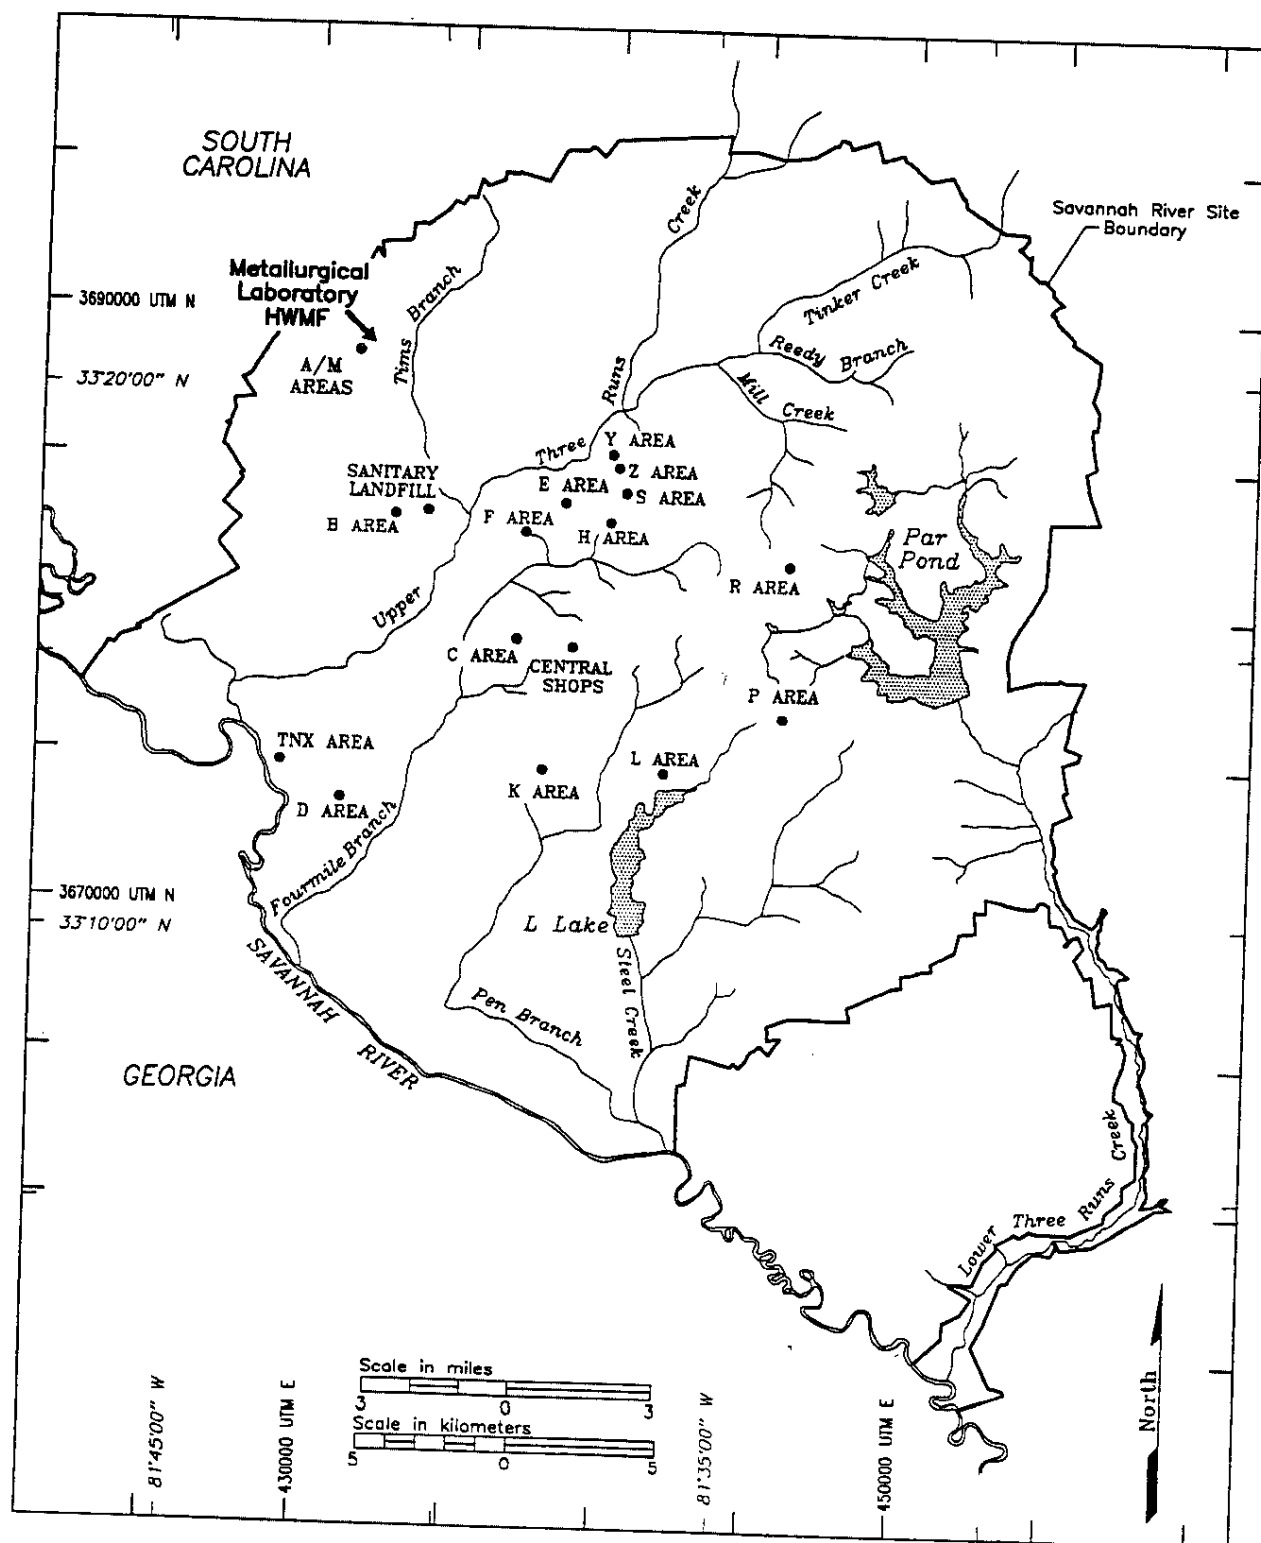 SOUTH
CAROLINA
Savannah River Site
Boundary
Metallurgical
Laboratory
HWMF
A/M
AREAS
3690000 UTM N
33°20'00" N
Tims Branch
Creek
Runs
Three
Upper
Tinker Creek
Reedy Branch
Mill Creek
Y AREA
Z AREA
S AREA
E AREA
F AREA
H AREA
SANITARY
LANDFILL
B AREA
Par
Pond
R AREA
C AREA
CENTRAL
SHOPS
P AREA
TNX AREA
L AREA
K AREA
D AREA
Fourmile Branch
3670000 UTM N
33°10'00" N
L Lake
Steel Creek
Pen Branch
SAVANNAH
RIVER
GEORGIA
Lower Three Runs Creek
Scale in miles
3 0 3
Scale in kilometers
5 0 5
81°45'00" W
430000 UTM E
81°35'00" W
450000 UTM E
North